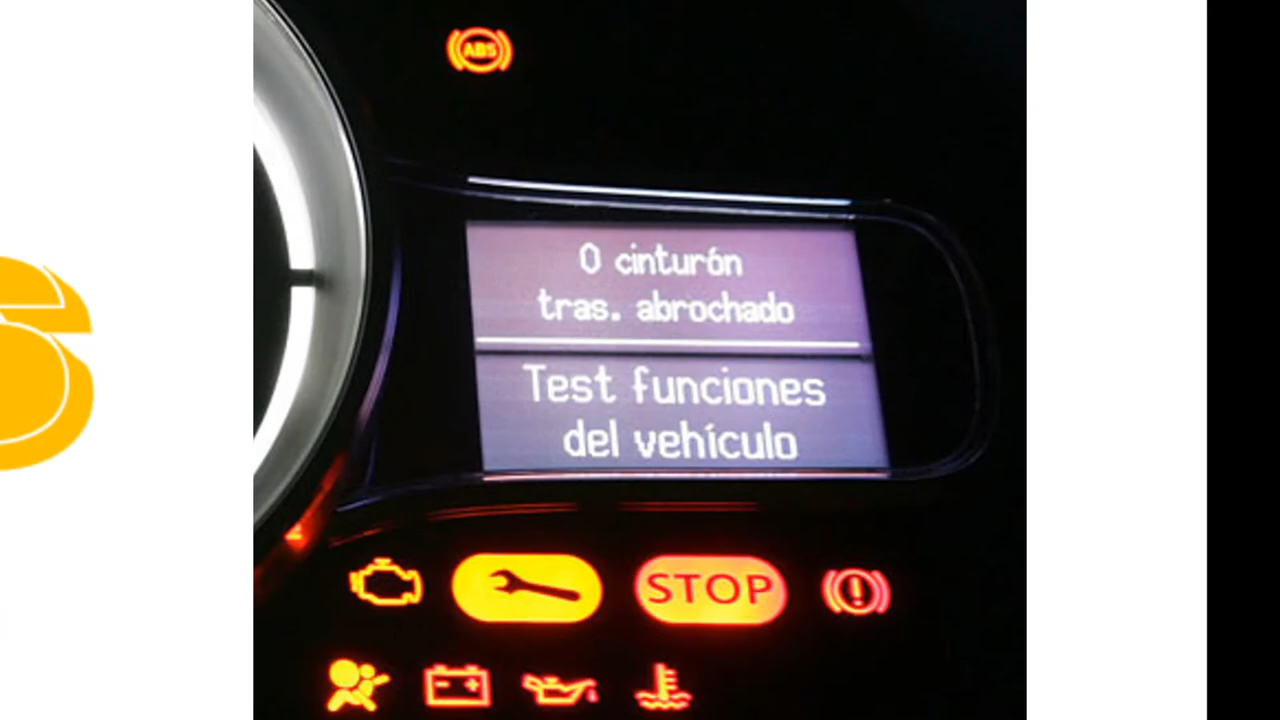 ABS
0 cinturón
tras. abrochado
Test funciones
del vehículo
STOP